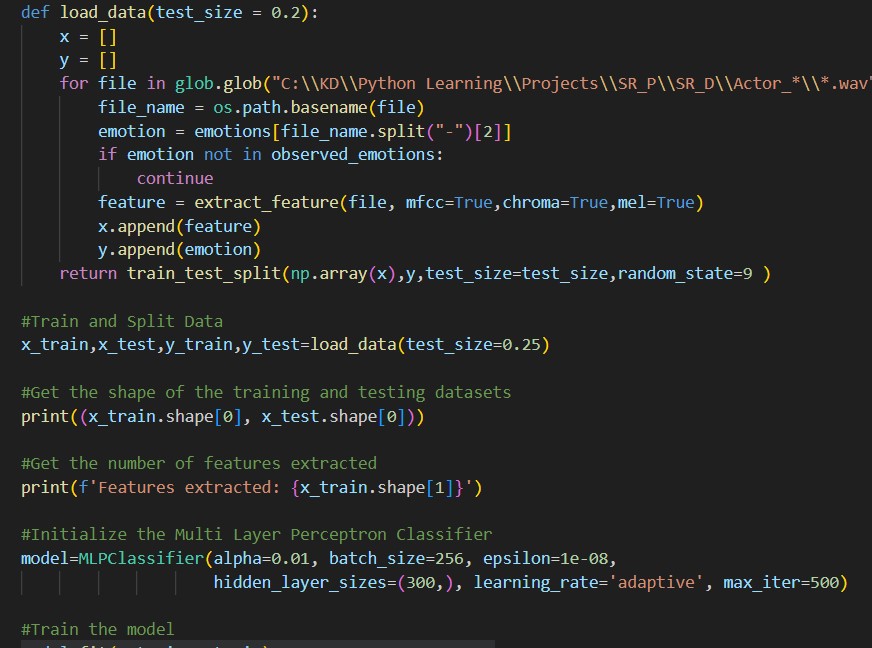 def load_data(test_size = 0.2):
    x = []
    y = []
    for file in glob.glob("C:\\KD\\Python Learning\\Projects\\SR_P\\SR_D\\Actor_*\\*.wav"
        file_name = os.path.basename(file)
        emotion = emotions[file_name.split("-")[2]]
        if emotion not in observed_emotions:
            continue
        feature = extract_feature(file, mfcc=True,chroma=True,mel=True)
        x.append(feature)
        y.append(emotion)
    return train_test_split(np.array(x),y,test_size=test_size,random_state=9 )
#Train and Split Data
x_train,x_test,y_train,y_test=load_data(test_size=0.25)
#Get the shape of the training and testing datasets
print((x_train.shape[0], x_test.shape[0]))
#Get the number of features extracted
print(f'Features extracted: {x_train.shape[1]}')
#Initialize the Multi Layer Perceptron Classifier
model=MLPClassifier(alpha=0.01, batch_size=256, epsilon=1e-08,
                    hidden_layer_sizes=(300,), learning_rate='adaptive', max_iter=500)
#Train the model